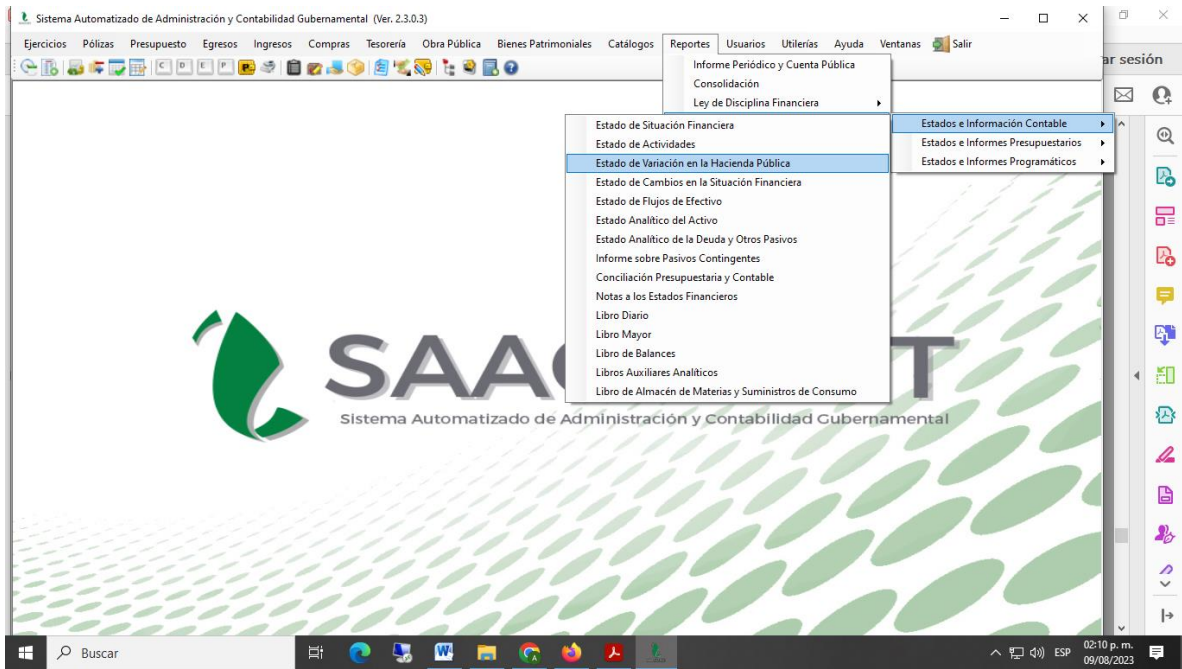 Sistema Automatizado de Administración y Contabilidad Gubernamental (Ver. 2.3.0.3)
Ejercicios Pólizas Presupuesto Egresos Ingresos Compras Tesorería Obra Pública Bienes Patrimoniales Catálogos Reportes Usuarios Utilerías Ayuda Ventanas Salir
ar sesión
C D E P
Informe Periódico y Cuenta Pública
Consolidación
Ley de Disciplina Financiera
Estados e Información Contable
Estados e Informes Presupuestarios
Estados e Informes Programáticos
Estado de Situación Financiera
Estado de Actividades
Estado de Variación en la Hacienda Pública
Estado de Cambios en la Situación Financiera
Estado de Flujos de Efectivo
Estado Analítico del Activo
Estado Analítico de la Deuda y Otros Pasivos
Informe sobre Pasivos Contingentes
Conciliación Presupuestaria y Contable
Notas a los Estados Financieros
Libro Diario
Libro Mayor
Libro de Balances
Libros Auxiliares Analíticos
Libro de Almacén de Materias y Suministros de Consumo
SAA T
Sistema Automatizado de Administración y Contabilidad Gubernamental
Buscar
ESP
02:10 p. m.
09/08/2023